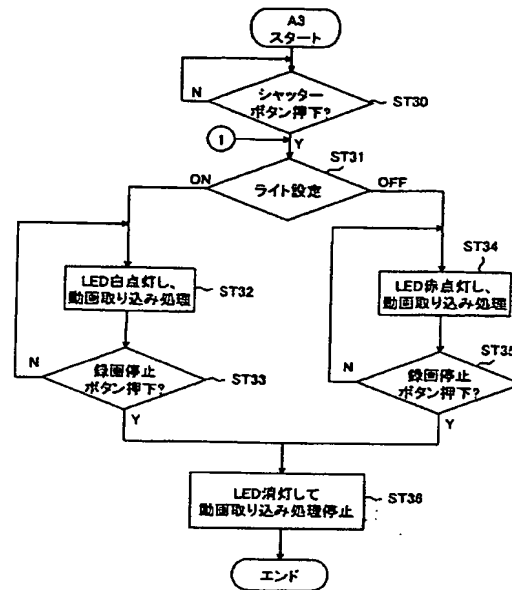 A3
スタート
N
シャッター
ボタン押下?
ST30
1
Y
ST31
ON
ライト設定
OFF
LED白点灯し、
動画取り込み処理
ST32
ST34
LED赤点灯し、
動画取り込み処理
N
録画停止
ボタン押下?
ST33
Y
N
録画停止
ボタン押下?
ST35
Y
LED消灯して
動画取り込み処理停止
ST36
エンド